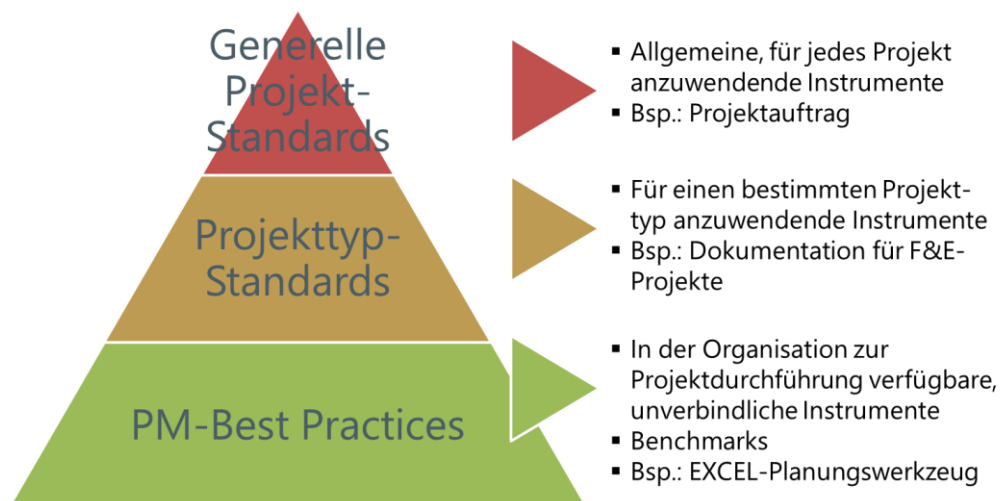 Generelle
Projekt-
Standards
▪ Allgemeine, für jedes Projekt
anzuwendende Instrumente
▪ Bsp.: Projektauftrag
Projekttyp-
Standards
▪ Für einen bestimmten Projekt-
typ anzuwendende Instrumente
▪ Bsp.: Dokumentation für F&E-
Projekte
PM-Best Practices
▪ In der Organisation zur
Projektdurchführung verfügbare,
unverbindliche Instrumente
▪ Benchmarks
▪ Bsp.: EXCEL-Planungswerkzeug